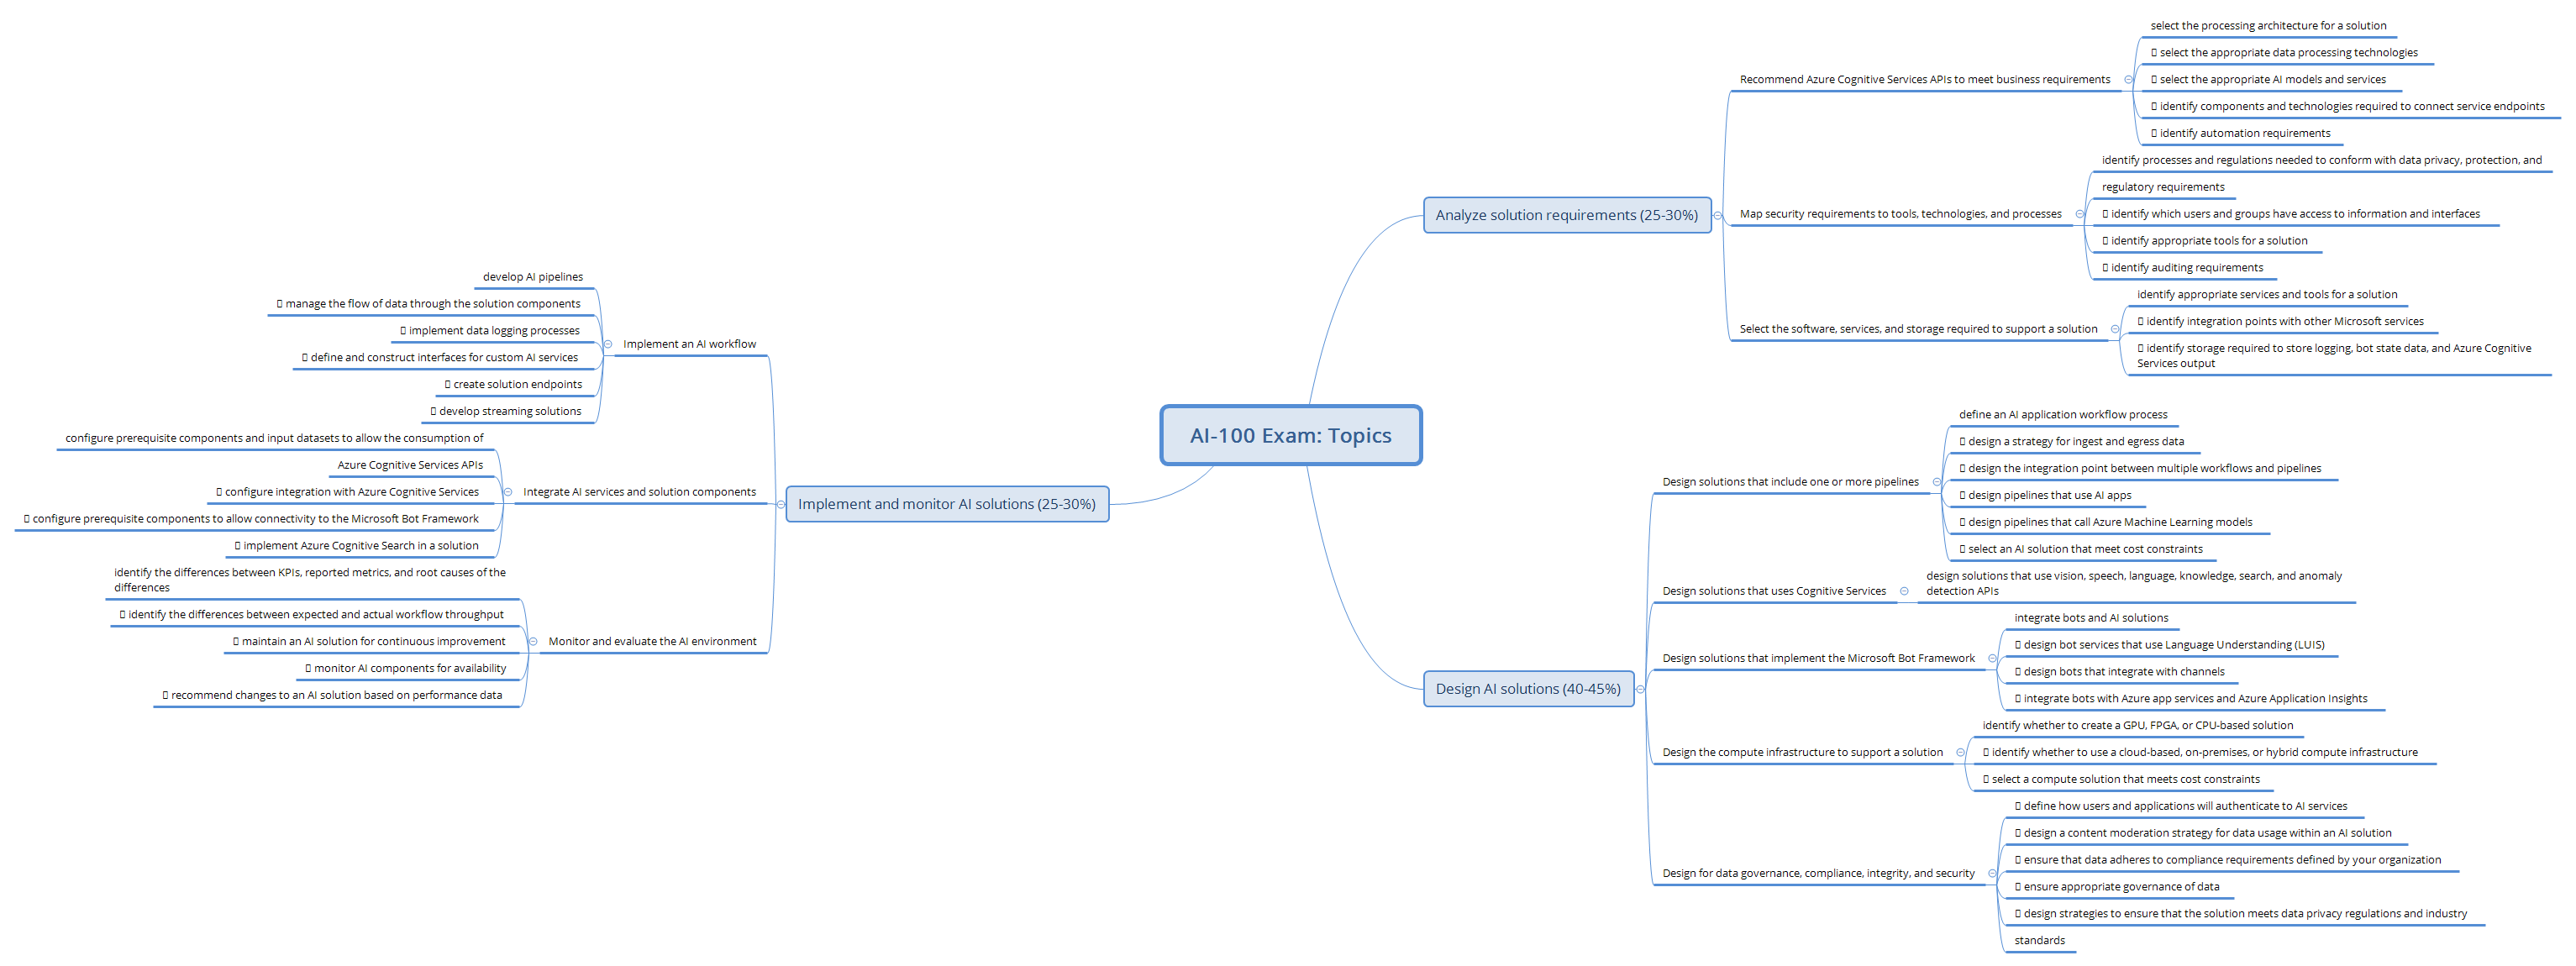 AI-100 Exam: Topics
Analyze solution requirements (25-30%)
Recommend Azure Cognitive Services APIs to meet business requirements
select the processing architecture for a solution
▯ select the appropriate data processing technologies
▯ select the appropriate AI models and services
▯ identify components and technologies required to connect service endpoints
▯ identify automation requirements
Map security requirements to tools, technologies, and processes
identify processes and regulations needed to conform with data privacy, protection, and
regulatory requirements
▯ identify which users and groups have access to information and interfaces
▯ identify appropriate tools for a solution
▯ identify auditing requirements
Select the software, services, and storage required to support a solution
identify appropriate services and tools for a solution
▯ identify integration points with other Microsoft services
▯ identify storage required to store logging, bot state data, and Azure Cognitive
Services output
Design AI solutions (40-45%)
Design solutions that include one or more pipelines
define an AI application workflow process
▯ design a strategy for ingest and egress data
▯ design the integration point between multiple workflows and pipelines
▯ design pipelines that use AI apps
▯ design pipelines that call Azure Machine Learning models
▯ select an AI solution that meet cost constraints
Design solutions that uses Cognitive Services
design solutions that use vision, speech, language, knowledge, search, and anomaly
detection APIs
Design solutions that implement the Microsoft Bot Framework
integrate bots and AI solutions
▯ design bot services that use Language Understanding (LUIS)
▯ design bots that integrate with channels
▯ integrate bots with Azure app services and Azure Application Insights
Design the compute infrastructure to support a solution
identify whether to create a GPU, FPGA, or CPU-based solution
▯ identify whether to use a cloud-based, on-premises, or hybrid compute infrastructure
▯ select a compute solution that meets cost constraints
Design for data governance, compliance, integrity, and security
▯ define how users and applications will authenticate to AI services
▯ design a content moderation strategy for data usage within an AI solution
▯ ensure that data adheres to compliance requirements defined by your organization
▯ ensure appropriate governance of data
▯ design strategies to ensure that the solution meets data privacy regulations and industry
standards
Implement and monitor AI solutions (25-30%)
Implement an AI workflow
develop AI pipelines
▯ manage the flow of data through the solution components
▯ implement data logging processes
▯ define and construct interfaces for custom AI services
▯ create solution endpoints
▯ develop streaming solutions
Integrate AI services and solution components
configure prerequisite components and input datasets to allow the consumption of
Azure Cognitive Services APIs
▯ configure integration with Azure Cognitive Services
▯ configure prerequisite components to allow connectivity to the Microsoft Bot Framework
▯ implement Azure Cognitive Search in a solution
Monitor and evaluate the AI environment
identify the differences between KPIs, reported metrics, and root causes of the
differences
▯ identify the differences between expected and actual workflow throughput
▯ maintain an AI solution for continuous improvement
▯ monitor AI components for availability
▯ recommend changes to an AI solution based on performance data